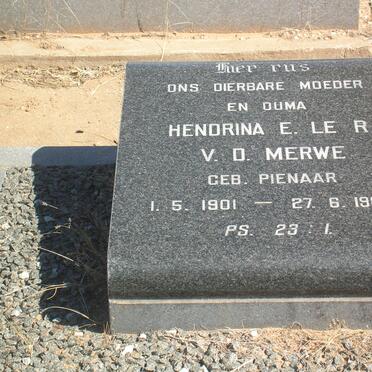 Hier rus
ONS DIERBARE MOEDER
EN OUMA
HENDRINA E. LE R
V. D. MERWE
GEB. PIENAAR
1. 5. 1901 — 27. 6.
PS. 23:1.